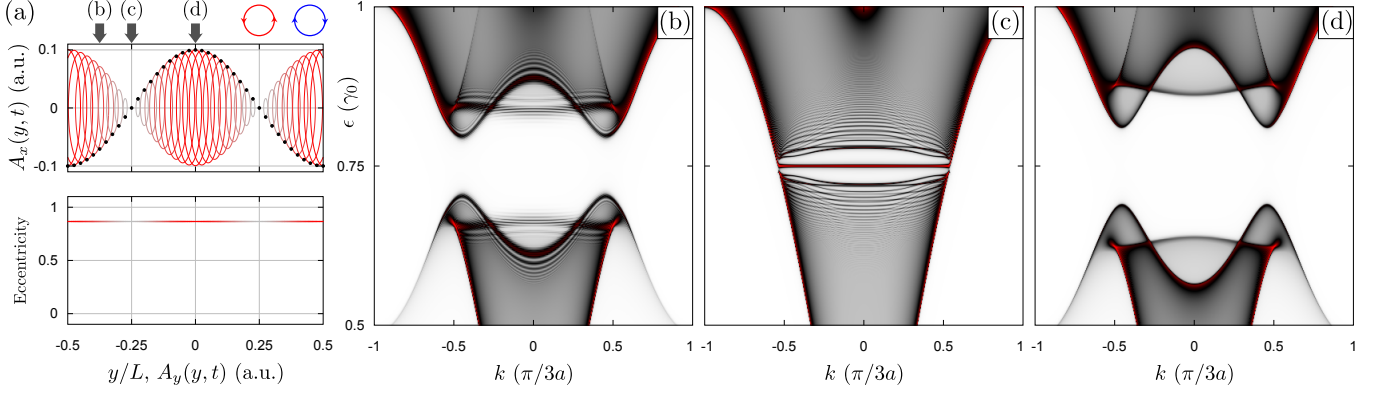 (a)
(b) (c) (d)
A_x(y,t) (a.u.)
0.1
0
-0.1
Eccentricity
1
0.5
0
-0.5 -0.25 0 0.25 0.5
y/L, A_y(y,t) (a.u.)
ϵ (γ₀)
1
0.75
0.5
(b)
-1 -0.5 0 0.5 1
k (π/3a)
(c)
-1 -0.5 0 0.5 1
k (π/3a)
(d)
-1 -0.5 0 0.5 1
k (π/3a)